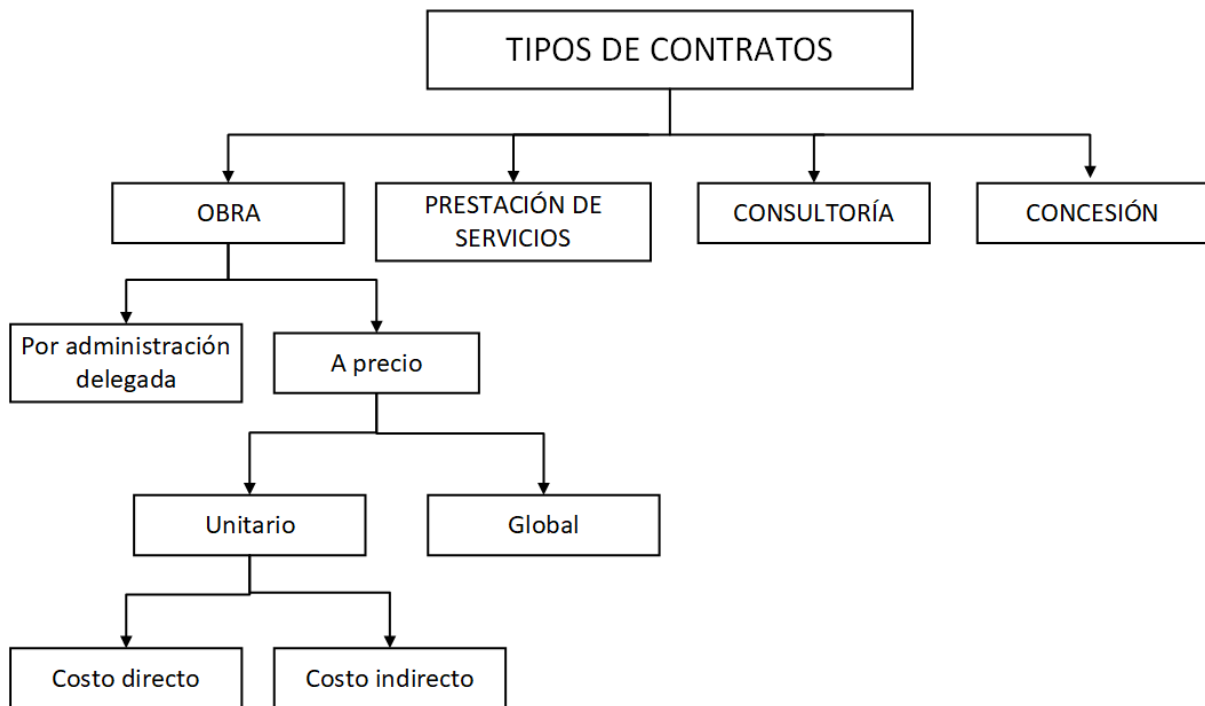 TIPOS DE CONTRATOS
OBRA
PRESTACIÓN DE
SERVICIOS
CONSULTORÍA
CONCESIÓN
Por administración
delegada
A precio
Unitario
Global
Costo directo
Costo indirecto